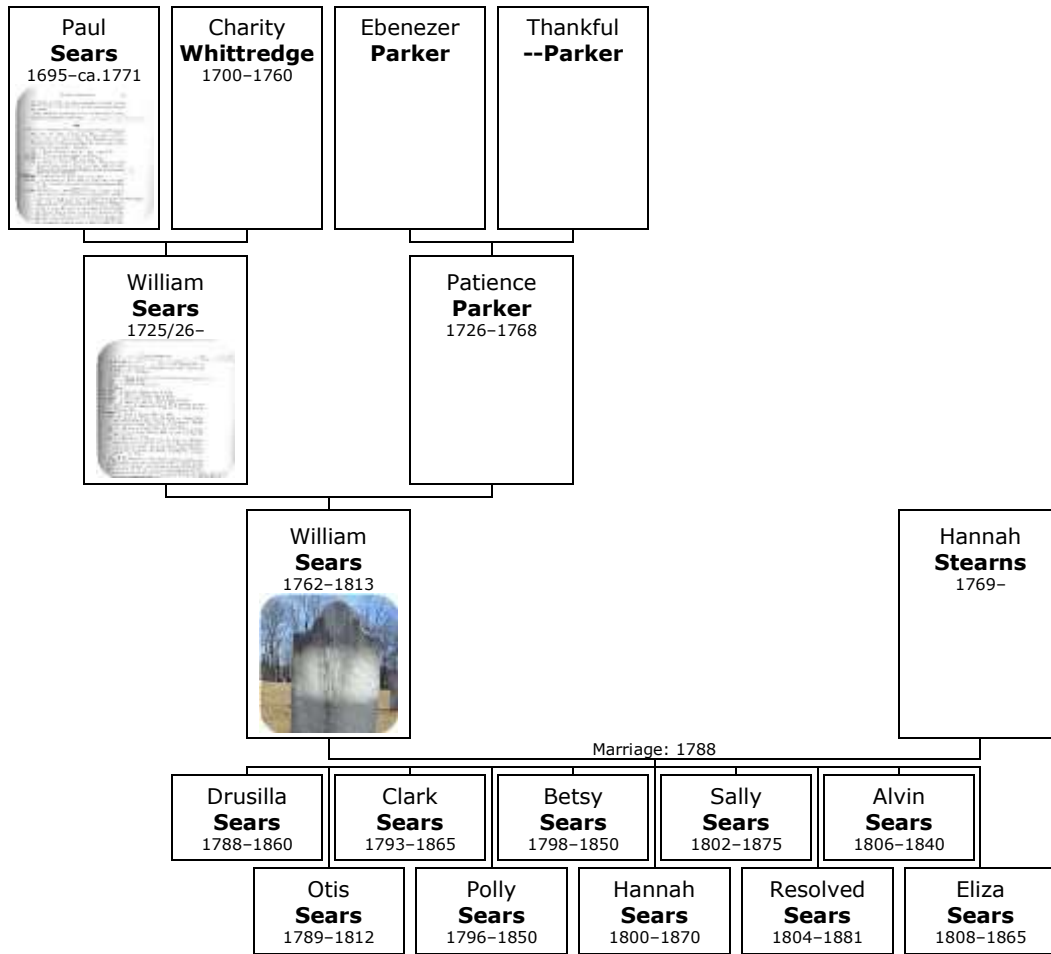 Paul
Sears
1695–ca.1771
Charity
Whittredge
1700–1760
Ebenezer
Parker
Thankful
--Parker
William
Sears
1725/26–
Patience
Parker
1726–1768
William
Sears
1762–1813
Hannah
Stearns
1769–
Marriage: 1788
Drusilla
Sears
1788–1860
Clark
Sears
1793–1865
Betsy
Sears
1798–1850
Sally
Sears
1802–1875
Alvin
Sears
1806–1840
Otis
Sears
1789–1812
Polly
Sears
1796–1850
Hannah
Sears
1800–1870
Resolved
Sears
1804–1881
Eliza
Sears
1808–1865